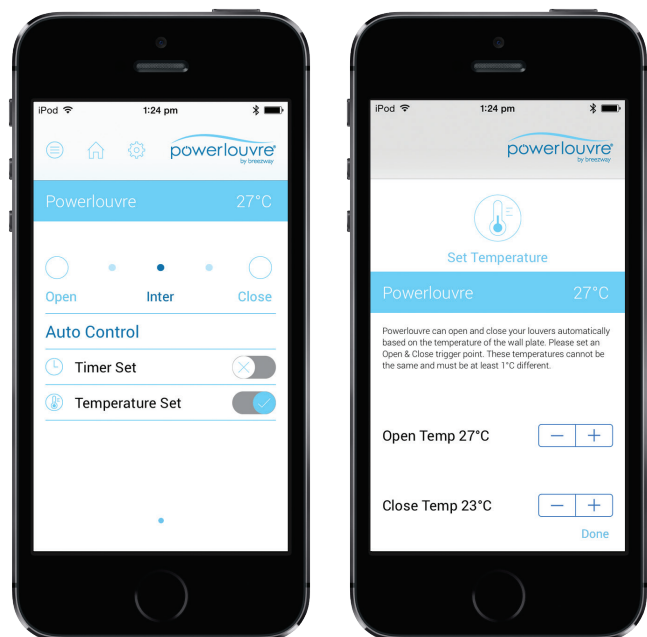 iPod 1:24 pm
powerlouvre
by breezway
Powerlouvre 27°C
Open Inter Close
Auto Control
Timer Set
Temperature Set
iPod 1:24 pm
powerlouvre
by breezway
Set Temperature
Powerlouvre 27°C
Powerlouvre can open and close your louvers automatically
based on the temperature of the wall plate. Please set an
Open & Close trigger point. These temperatures cannot be
the same and must be at least 1°C different.
Open Temp 27°C − +
Close Temp 23°C − +
Done